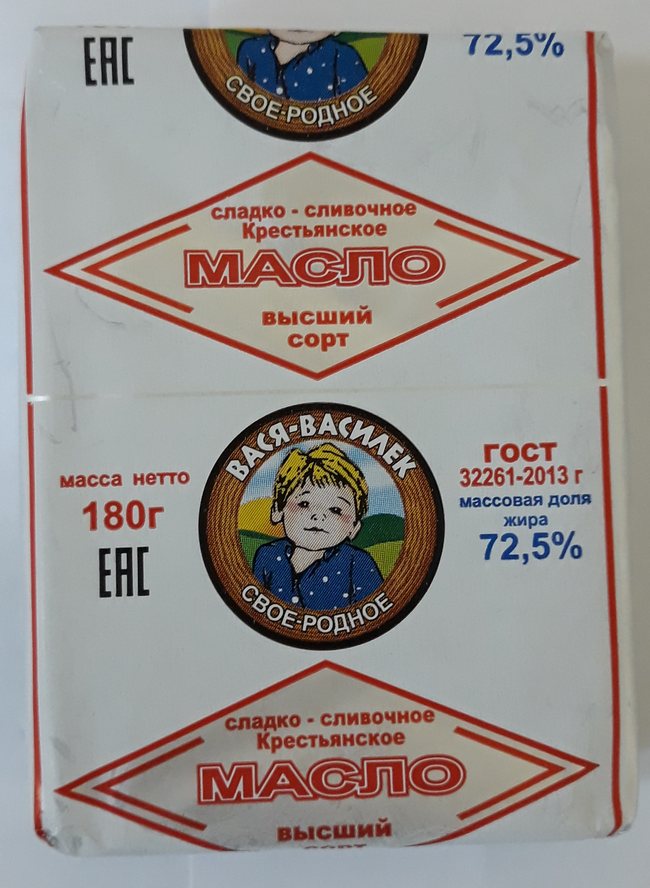 ЕАС
72,5%
СВОЕ-РОДНОЕ
сладко - сливочное
Крестьянское
МАСЛО
высший
сорт
ВАСЯ-ВАСИЛЕК
масса нетто
180г
ЕАС
ГОСТ
32261-2013 г
массовая доля
жира
72,5%
СВОЕ-РОДНОЕ
сладко - сливочное
Крестьянское
МАСЛО
высший
сорт